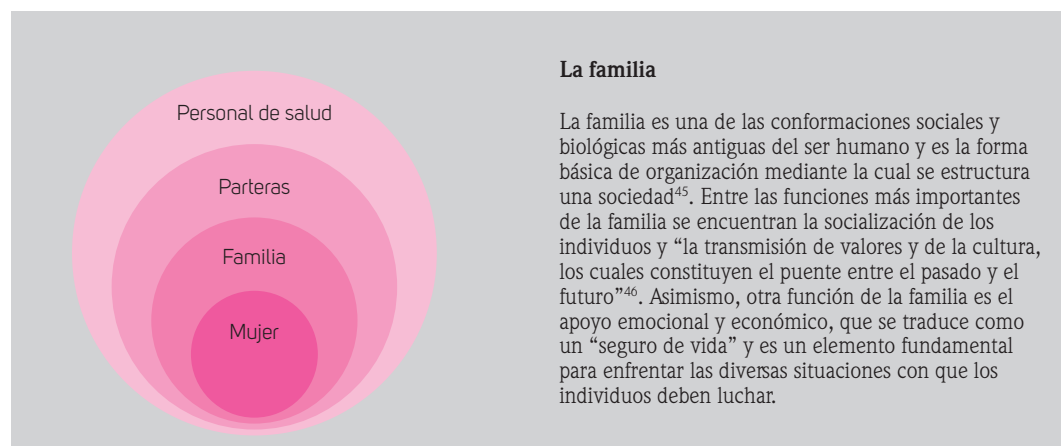 Personal de salud
Parteras
Familia
Mujer
La familia
La familia es una de las conformaciones sociales y
biológicas más antiguas del ser humano y es la forma
básica de organización mediante la cual se estructura
una sociedad⁴⁵. Entre las funciones más importantes
de la familia se encuentran la socialización de los
individuos y “la transmisión de valores y de la cultura,
los cuales constituyen el puente entre el pasado y el
futuro”⁴⁶. Asimismo, otra función de la familia es el
apoyo emocional y económico, que se traduce como
un “seguro de vida” y es un elemento fundamental
para enfrentar las diversas situaciones con que los
individuos deben luchar.